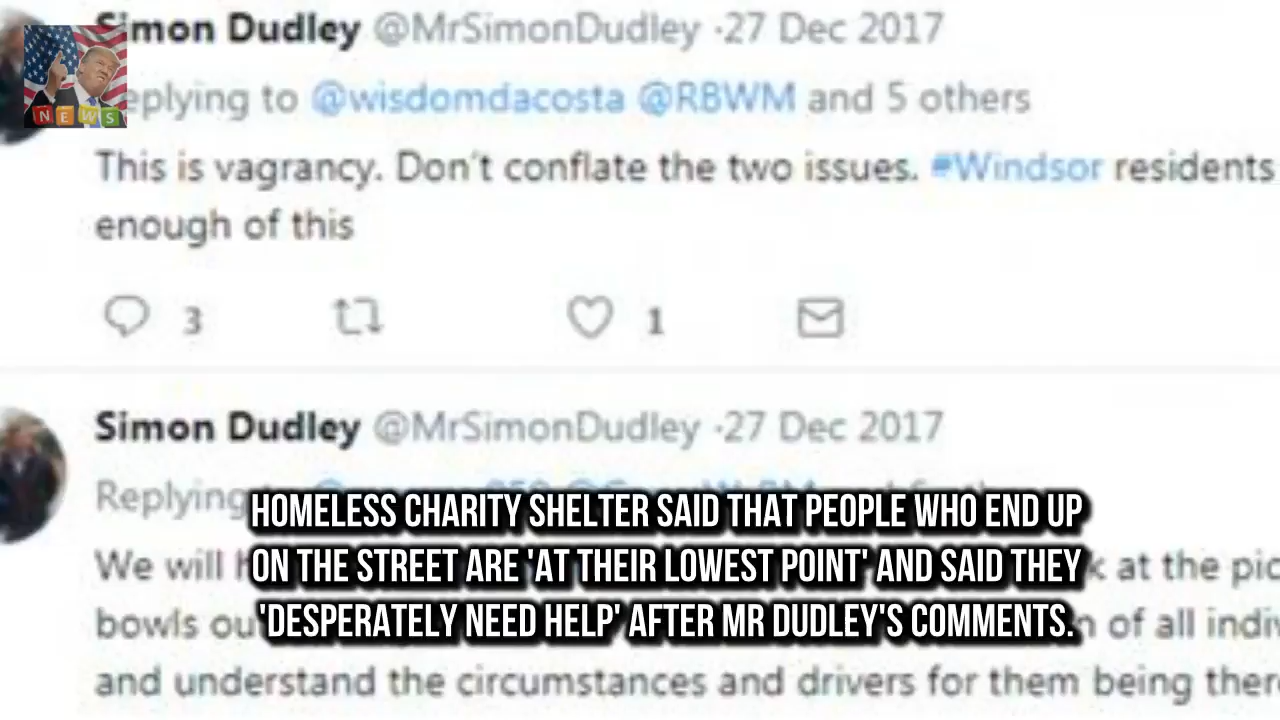 Simon Dudley @MrSimonDudley ·27 Dec 2017
NEWS
eplying to @wisdomdacosta @RBWM and 5 others
This is vagrancy. Don't conflate the two issues. #Windsor residents
enough of this
3 1
Simon Dudley @MrSimonDudley ·27 Dec 2017
Replying
HOMELESS CHARITY SHELTER SAID THAT PEOPLE WHO END UP
We will at the pic
ON THE STREET ARE 'AT THEIR LOWEST POINT' AND SAID THEY
bowls ou of all indiv
'DESPERATELY NEED HELP' AFTER MR DUDLEY'S COMMENTS.
and understand the circumstances and drivers for them being there